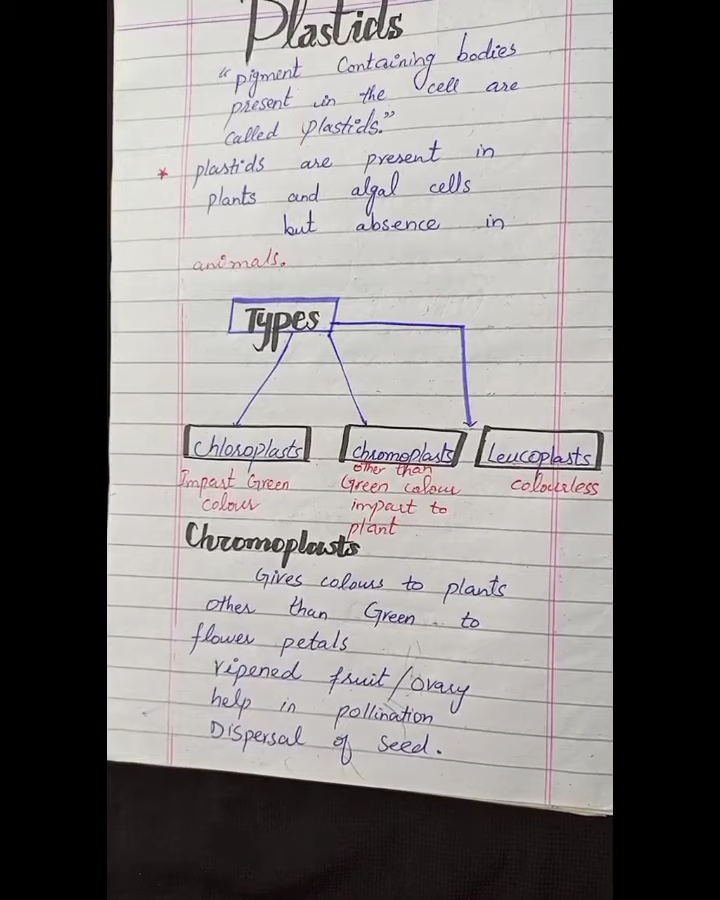 Plastids
"pigment containing bodies
present in the cell are
called plastids."
* plastids are present in
plants and algal cells
but absence in
animals.
Types
Chloroplasts
Impart Green
colour
chromoplasts
other than
Green colour
impart to
plant
Leucoplasts
colourless
Chromoplasts
Gives colours to plants
other than Green to
flower petals
ripened fruit/ovary
help in pollination
Dispersal of seed.